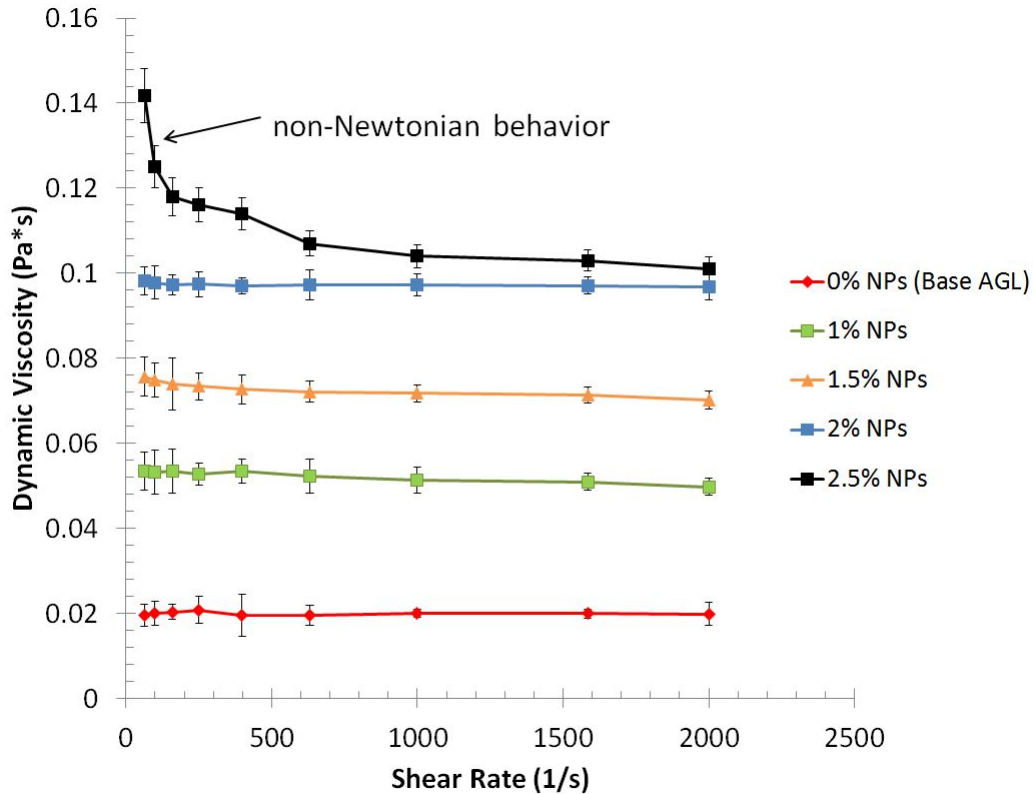 0.16
0.14
non-Newtonian behavior
0.12
0.1
0.08
0.06
0.04
0.02
0
Dynamic Viscosity (Pa*s)
0% NPs (Base AGL)
1% NPs
1.5% NPs
2% NPs
2.5% NPs
0 500 1000 1500 2000 2500
Shear Rate (1/s)